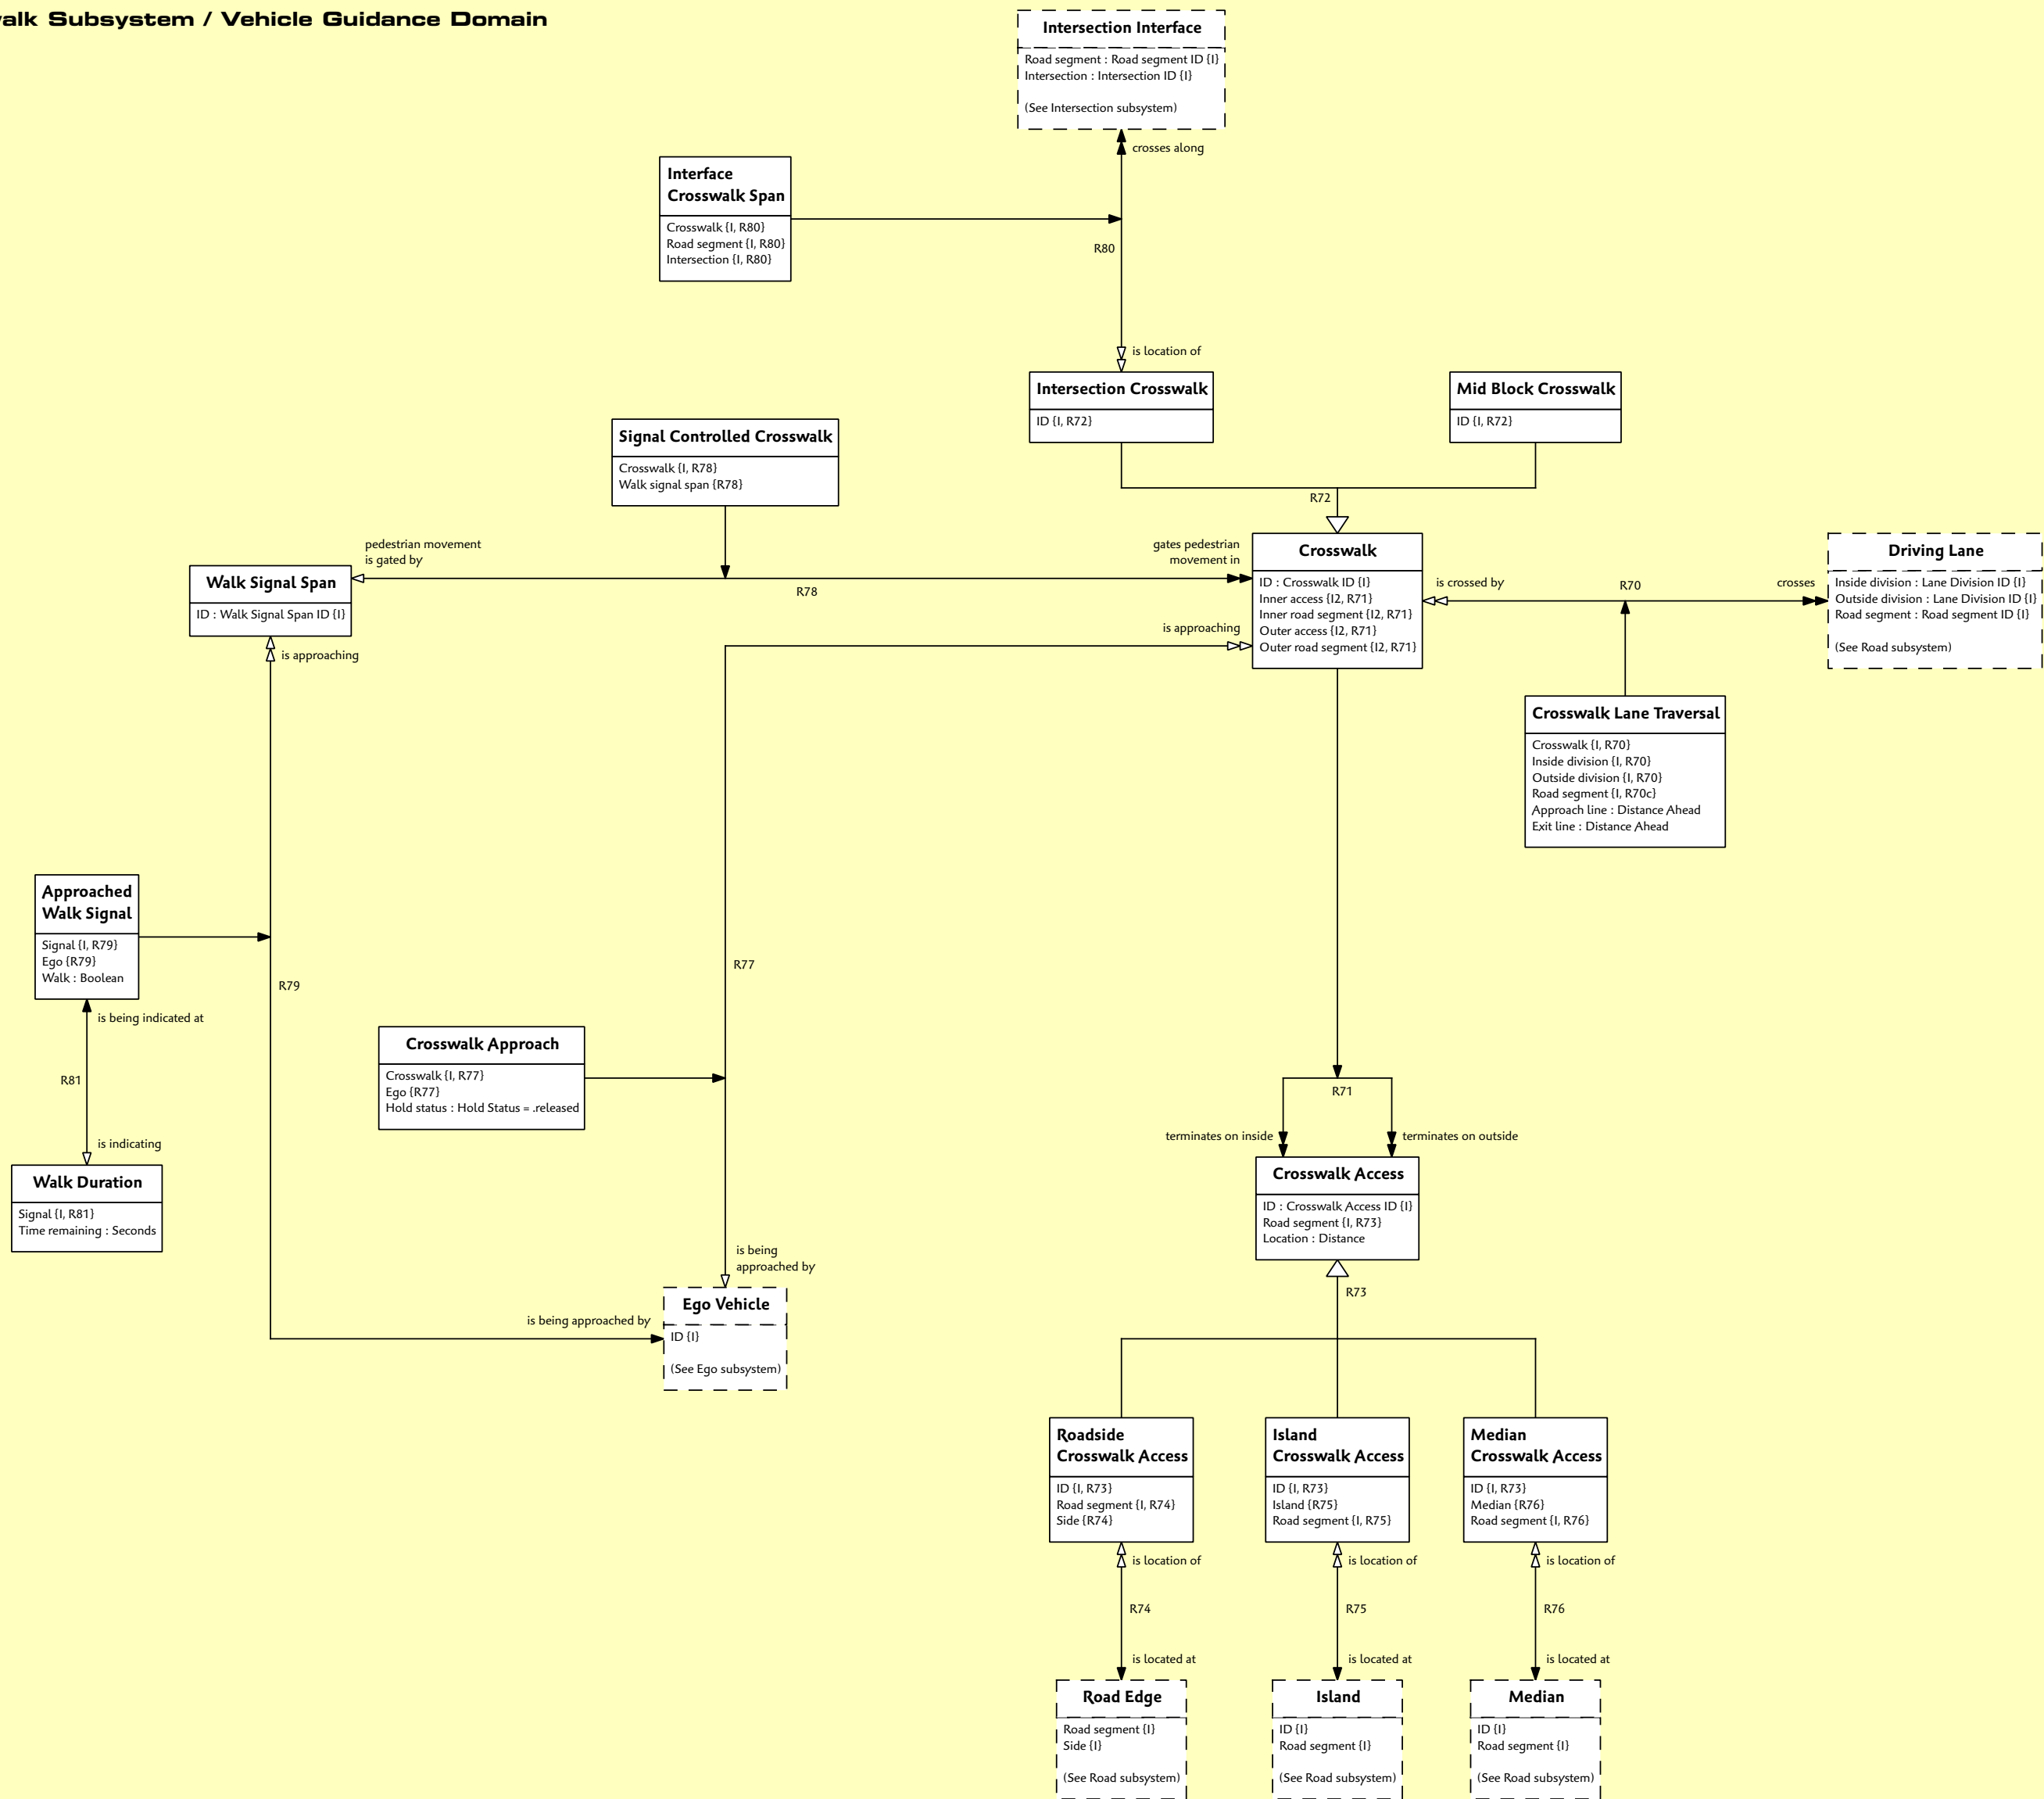 alk Subsystem / Vehicle Guidance Domain
Intersection Interface
Road segment : Road segment ID {I}
Intersection : Intersection ID {I}
(See Intersection subsystem)
crosses along
Interface
Crosswalk Span
Crosswalk {I, R80}
Road segment {I, R80}
Intersection {I, R80}
R80
is location of
Intersection Crosswalk
ID {I, R72}
Mid Block Crosswalk
ID {I, R72}
R72
Signal Controlled Crosswalk
Crosswalk {I, R78}
Walk signal span {R78}
pedestrian movement
is gated by
gates pedestrian
movement in
R78
Walk Signal Span
ID : Walk Signal Span ID {I}
is approaching
Crosswalk
ID : Crosswalk ID {I}
Inner access {I2, R71}
Inner road segment {I2, R71}
Outer access {I2, R71}
Outer road segment {I2, R71}
is approaching
is crossed by
R70
crosses
Driving Lane
Inside division : Lane Division ID {I}
Outside division : Lane Division ID {I}
Road segment : Road segment ID {I}
(See Road subsystem)
Crosswalk Lane Traversal
Crosswalk {I, R70}
Inside division {I, R70}
Outside division {I, R70}
Road segment {I, R70c}
Approach line : Distance Ahead
Exit line : Distance Ahead
Approached
Walk Signal
Signal {I, R79}
Ego {R79}
Walk : Boolean
R79
R77
is being indicated at
R81
is indicating
Walk Duration
Signal {I, R81}
Time remaining : Seconds
Crosswalk Approach
Crosswalk {I, R77}
Ego {R77}
Hold status : Hold Status = .released
is being
approached by
is being approached by
Ego Vehicle
ID {I}
(See Ego subsystem)
R71
terminates on inside
terminates on outside
Crosswalk Access
ID : Crosswalk Access ID {I}
Road segment {I, R73}
Location : Distance
R73
Roadside
Crosswalk Access
ID {I, R73}
Road segment {I, R74}
Side {R74}
Island
Crosswalk Access
ID {I, R73}
Island {R75}
Road segment {I, R75}
Median
Crosswalk Access
ID {I, R73}
Median {R76}
Road segment {I, R76}
is location of
is location of
is location of
R74
R75
R76
is located at
is located at
is located at
Road Edge
Road segment {I}
Side {I}
(See Road subsystem)
Island
ID {I}
Road segment {I}
(See Road subsystem)
Median
ID {I}
Road segment {I}
(See Road subsystem)